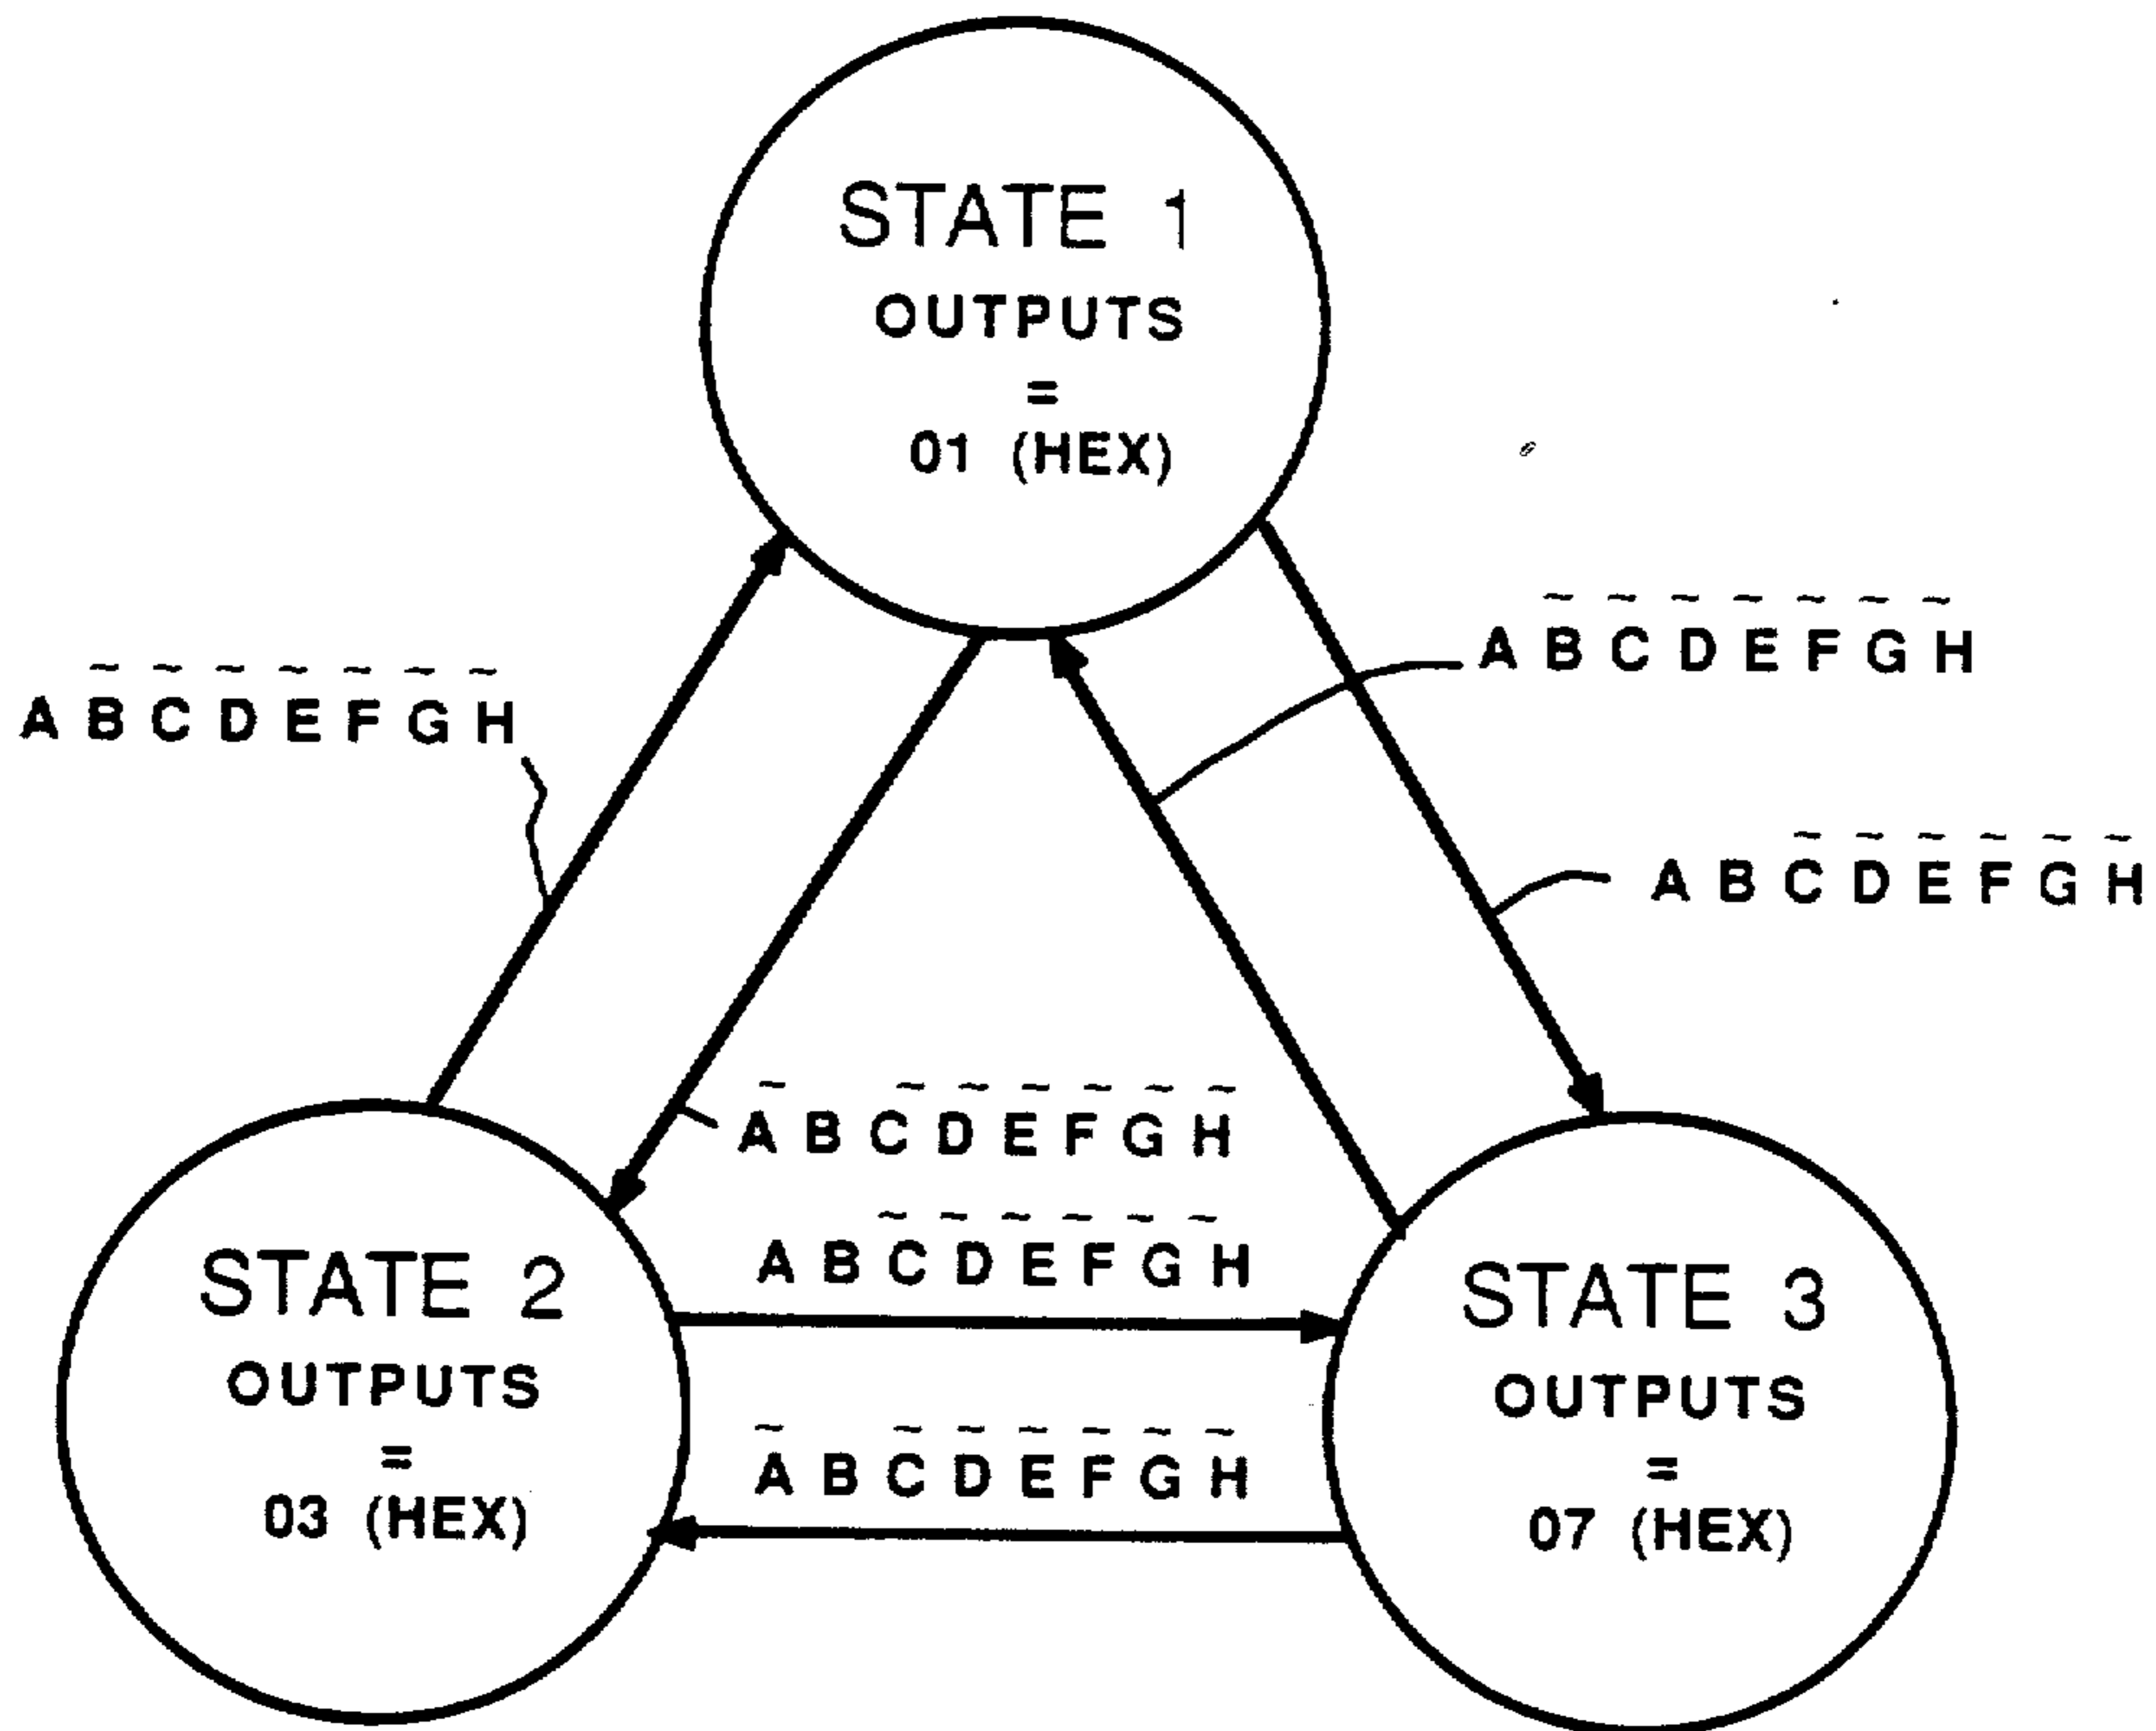 STATE 1
OUTPUTS
=
01 (HEX)
A B̃ C̃ D̃ Ẽ F̃ G̃ H̃
A B̃ C̃ D̃ Ẽ F̃ G̃ H̃
A B C̃ D̃ Ẽ F̃ G̃ H̃
Ã B C̃ D̃ Ẽ F̃ G̃ H̃
A B C̃ D̃ Ẽ F̃ G̃ H̃
STATE 2
OUTPUTS
=
03 (HEX)
Ã B C̃ D̃ Ẽ F̃ G̃ H̃
STATE 3
OUTPUTS
=
07 (HEX)